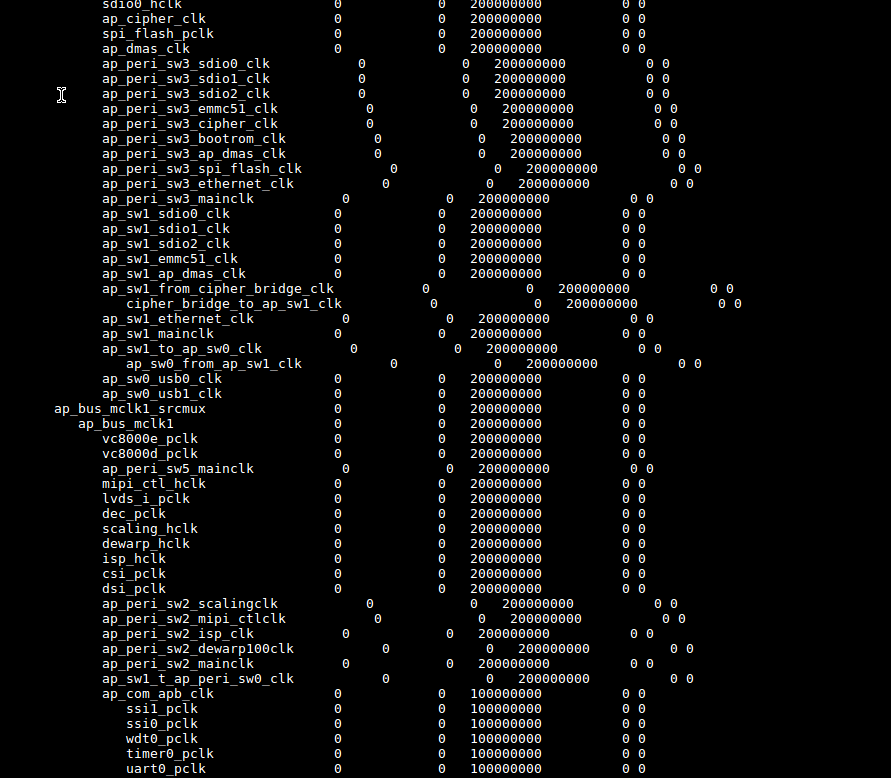 sdio0_hclk 0 0 200000000 0 0
ap_cipher_clk 0 0 200000000 0 0
spi_flash_pclk 0 0 200000000 0 0
ap_dmas_clk 0 0 200000000 0 0
ap_peri_sw3_sdio0_clk 0 0 200000000 0 0
ap_peri_sw3_sdio1_clk 0 0 200000000 0 0
ap_peri_sw3_sdio2_clk 0 0 200000000 0 0
ap_peri_sw3_emmc51_clk 0 0 200000000 0 0
ap_peri_sw3_cipher_clk 0 0 200000000 0 0
ap_peri_sw3_bootrom_clk 0 0 200000000 0 0
ap_peri_sw3_ap_dmas_clk 0 0 200000000 0 0
ap_peri_sw3_spi_flash_clk 0 0 200000000 0 0
ap_peri_sw3_ethernet_clk 0 0 200000000 0 0
ap_peri_sw3_mainclk 0 0 200000000 0 0
ap_sw1_sdio0_clk 0 0 200000000 0 0
ap_sw1_sdio1_clk 0 0 200000000 0 0
ap_sw1_sdio2_clk 0 0 200000000 0 0
ap_sw1_emmc51_clk 0 0 200000000 0 0
ap_sw1_ap_dmas_clk 0 0 200000000 0 0
ap_sw1_from_cipher_bridge_clk 0 0 200000000 0 0
cipher_bridge_to_ap_sw1_clk 0 0 200000000 0 0
ap_sw1_ethernet_clk 0 0 200000000 0 0
ap_sw1_mainclk 0 0 200000000 0 0
ap_sw1_to_ap_sw0_clk 0 0 200000000 0 0
ap_sw0_from_ap_sw1_clk 0 0 200000000 0 0
ap_sw0_usb0_clk 0 0 200000000 0 0
ap_sw0_usb1_clk 0 0 200000000 0 0
ap_bus_mclk1_srcmux 0 0 200000000 0 0
ap_bus_mclk1 0 0 200000000 0 0
vc8000e_pclk 0 0 200000000 0 0
vc8000d_pclk 0 0 200000000 0 0
ap_peri_sw5_mainclk 0 0 200000000 0 0
mipi_ctl_hclk 0 0 200000000 0 0
lvds_i_pclk 0 0 200000000 0 0
dec_pclk 0 0 200000000 0 0
scaling_hclk 0 0 200000000 0 0
dewarp_hclk 0 0 200000000 0 0
isp_hclk 0 0 200000000 0 0
csi_pclk 0 0 200000000 0 0
dsi_pclk 0 0 200000000 0 0
ap_peri_sw2_scalingclk 0 0 200000000 0 0
ap_peri_sw2_mipi_ctlclk 0 0 200000000 0 0
ap_peri_sw2_isp_clk 0 0 200000000 0 0
ap_peri_sw2_dewarp100clk 0 0 200000000 0 0
ap_peri_sw2_mainclk 0 0 200000000 0 0
ap_sw1_t_ap_peri_sw0_clk 0 0 200000000 0 0
ap_com_apb_clk 0 0 100000000 0 0
ssi1_pclk 0 0 100000000 0 0
ssi0_pclk 0 0 100000000 0 0
wdt0_pclk 0 0 100000000 0 0
timer0_pclk 0 0 100000000 0 0
uart0_pclk 0 0 100000000 0 0